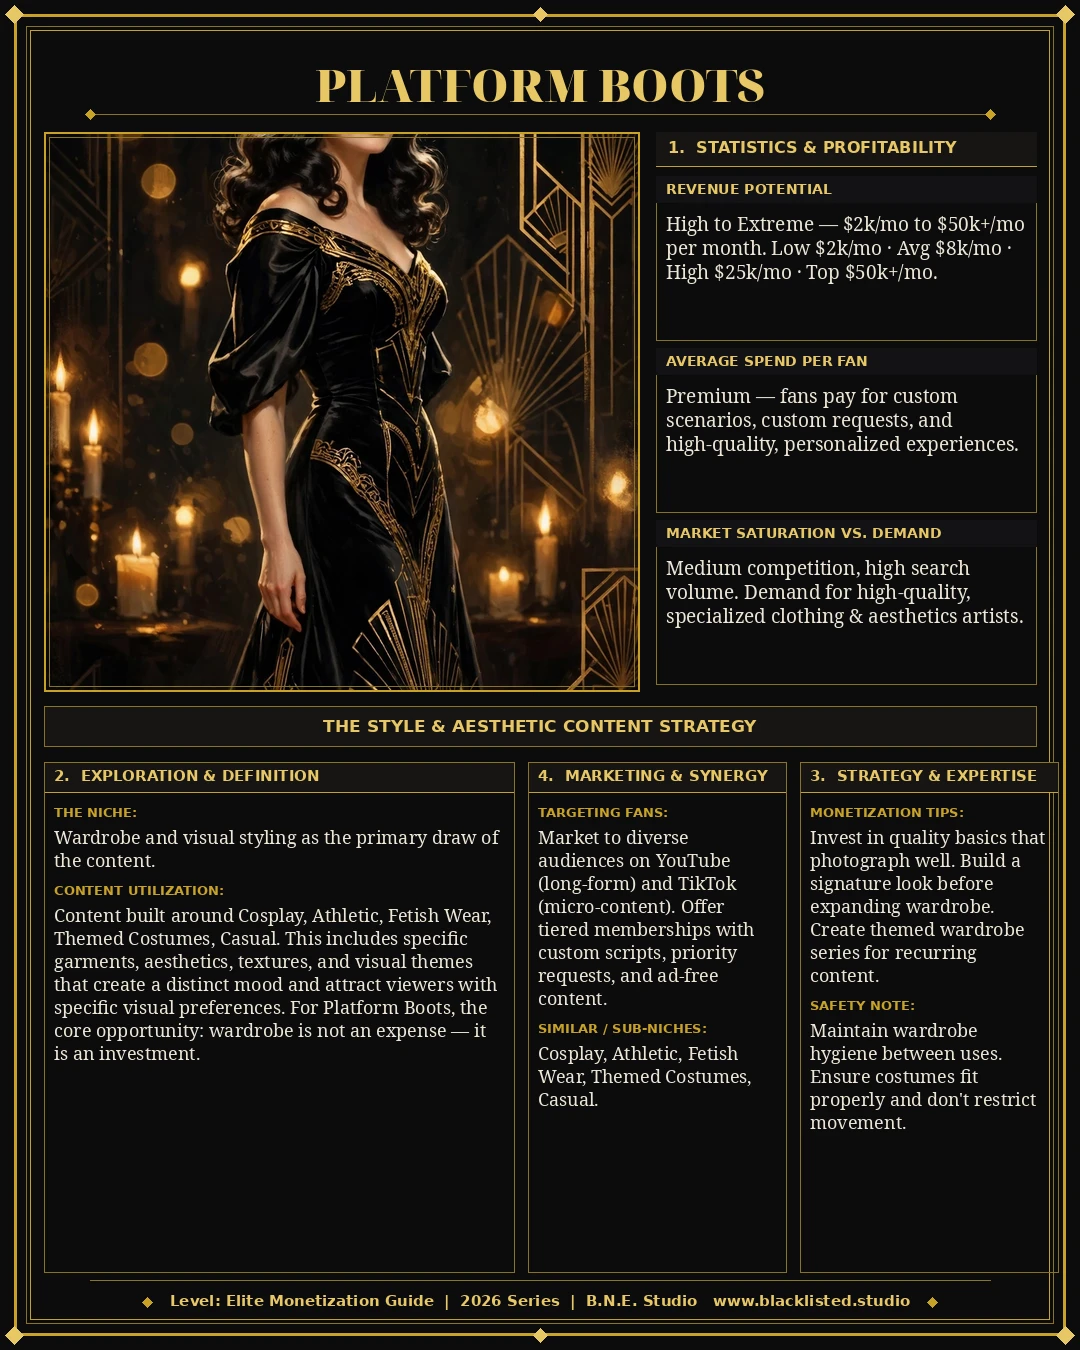 PLATFORM BOOTS
1. STATISTICS & PROFITABILITY
REVENUE POTENTIAL
High to Extreme — $2k/mo to $50k+/mo
per month. Low $2k/mo · Avg $8k/mo ·
High $25k/mo · Top $50k+/mo.
AVERAGE SPEND PER FAN
Premium — fans pay for custom
scenarios, custom requests, and
high-quality, personalized experiences.
MARKET SATURATION VS. DEMAND
Medium competition, high search
volume. Demand for high-quality,
specialized clothing & aesthetics artists.
THE STYLE & AESTHETIC CONTENT STRATEGY
2. EXPLORATION & DEFINITION
THE NICHE:
Wardrobe and visual styling as the primary draw of
the content.
CONTENT UTILIZATION:
Content built around Cosplay, Athletic, Fetish Wear,
Themed Costumes, Casual. This includes specific
garments, aesthetics, textures, and visual themes
that create a distinct mood and attract viewers with
specific visual preferences. For Platform Boots, the
core opportunity: wardrobe is not an expense — it
is an investment.
4. MARKETING & SYNERGY
TARGETING FANS:
Market to diverse
audiences on YouTube
(long-form) and TikTok
(micro-content). Offer
tiered memberships with
custom scripts, priority
requests, and ad-free
content.
SIMILAR / SUB-NICHES:
Cosplay, Athletic, Fetish
Wear, Themed Costumes,
Casual.
3. STRATEGY & EXPERTISE
MONETIZATION TIPS:
Invest in quality basics that
photograph well. Build a
signature look before
expanding wardrobe.
Create themed wardrobe
series for recurring
content.
SAFETY NOTE:
Maintain wardrobe
hygiene between uses.
Ensure costumes fit
properly and don't restrict
movement.
Level: Elite Monetization Guide | 2026 Series | B.N.E. Studio www.blacklisted.studio